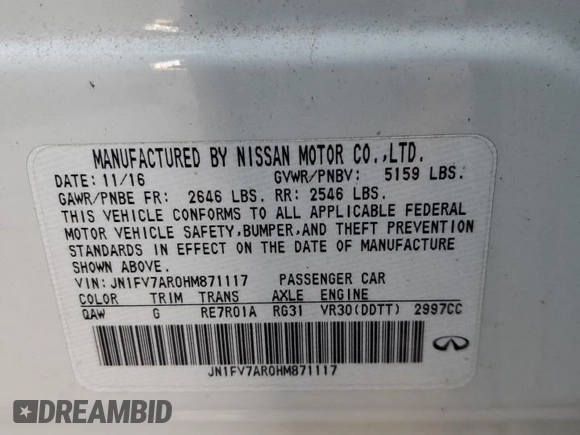 MANUFACTURED BY NISSAN MOTOR CO.,LTD.
DATE: 11/16 GVWR/PNBV: 5159 LBS.
GAWR/PNBE FR: 2646 LBS. RR: 2546 LBS.
THIS VEHICLE CONFORMS TO ALL APPLICABLE FEDERAL
MOTOR VEHICLE SAFETY,BUMPER,AND THEFT PREVENTION
STANDARDS IN EFFECT ON THE DATE OF MANUFACTURE
SHOWN ABOVE.
VIN: JN1FV7AR0HM871117 PASSENGER CAR
COLOR TRIM TRANS AXLE ENGINE
QAW G RE7R01A RG31 VR30(DDTT) 2997CC
JN1FV7AR0HM871117
DREAMBID